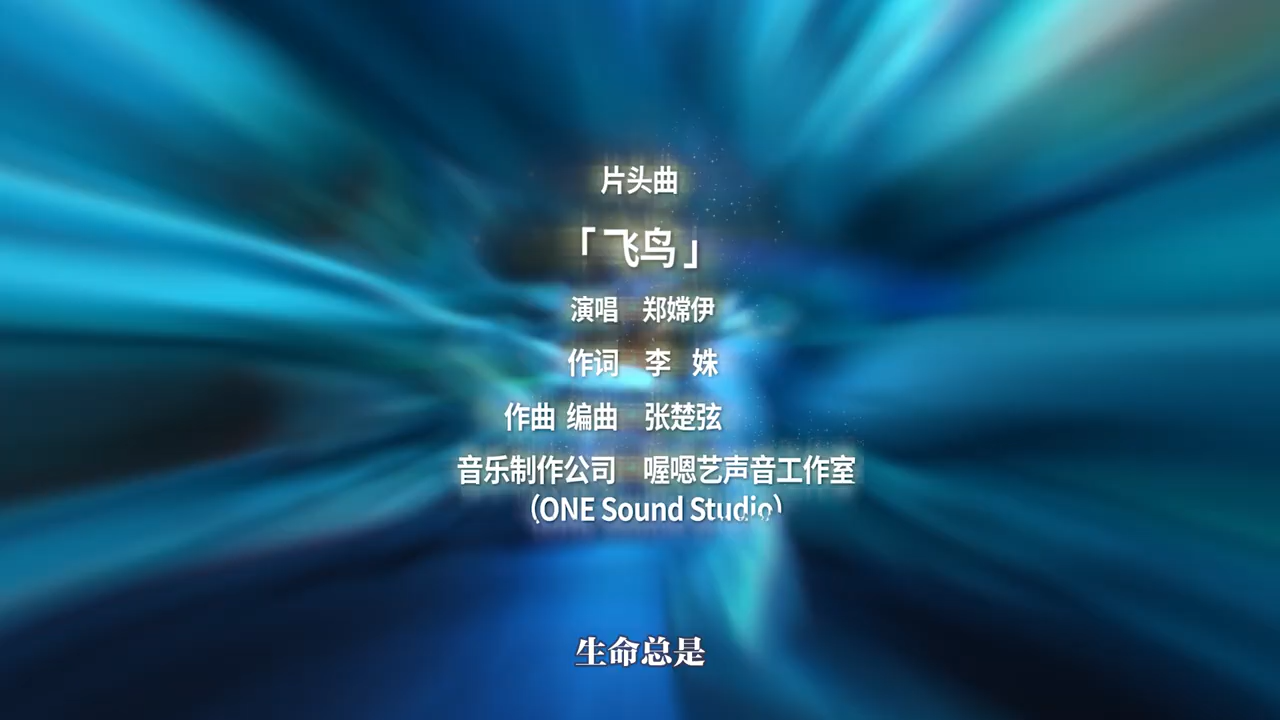 片头曲
「飞鸟」
演唱 郑嫦伊
作词 李 姝
作曲 编曲 张楚弦
音乐制作公司 喔嗯艺声音工作室
（ONE Sound Studio）
生命总是